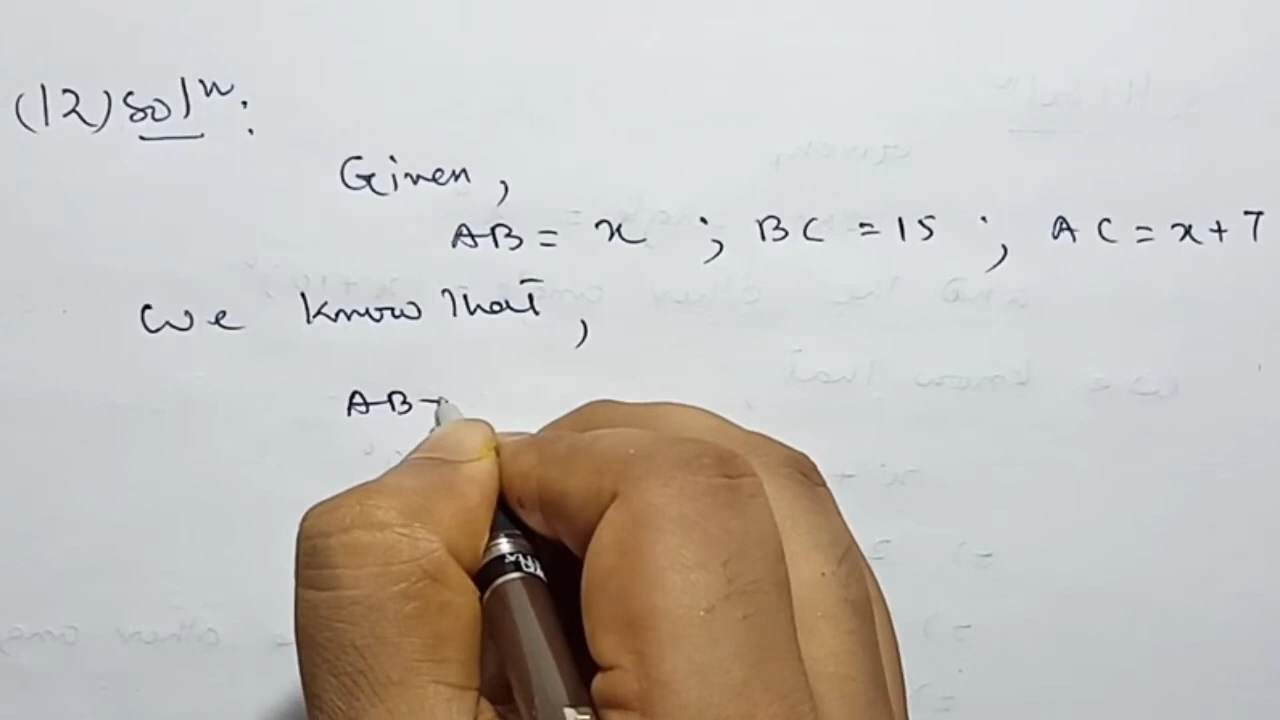 (12) Solⁿ:
Given,
AB = x ; BC = 15 ; AC = x + 7
We know that,
AB